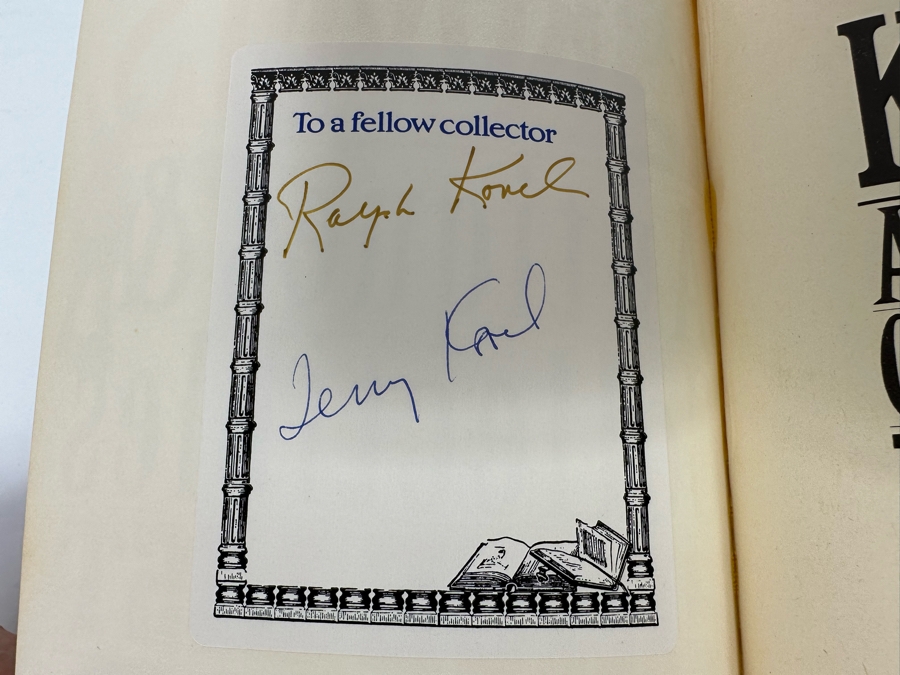 To a fellow collector
Ralph Kovel
Terry Kovel
K
A